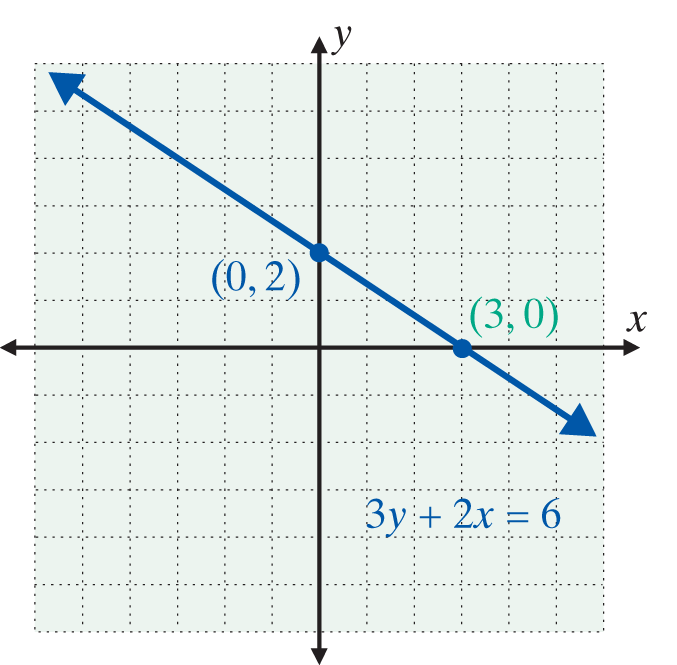 y
(0, 2)
(3, 0)
x
3y + 2x = 6